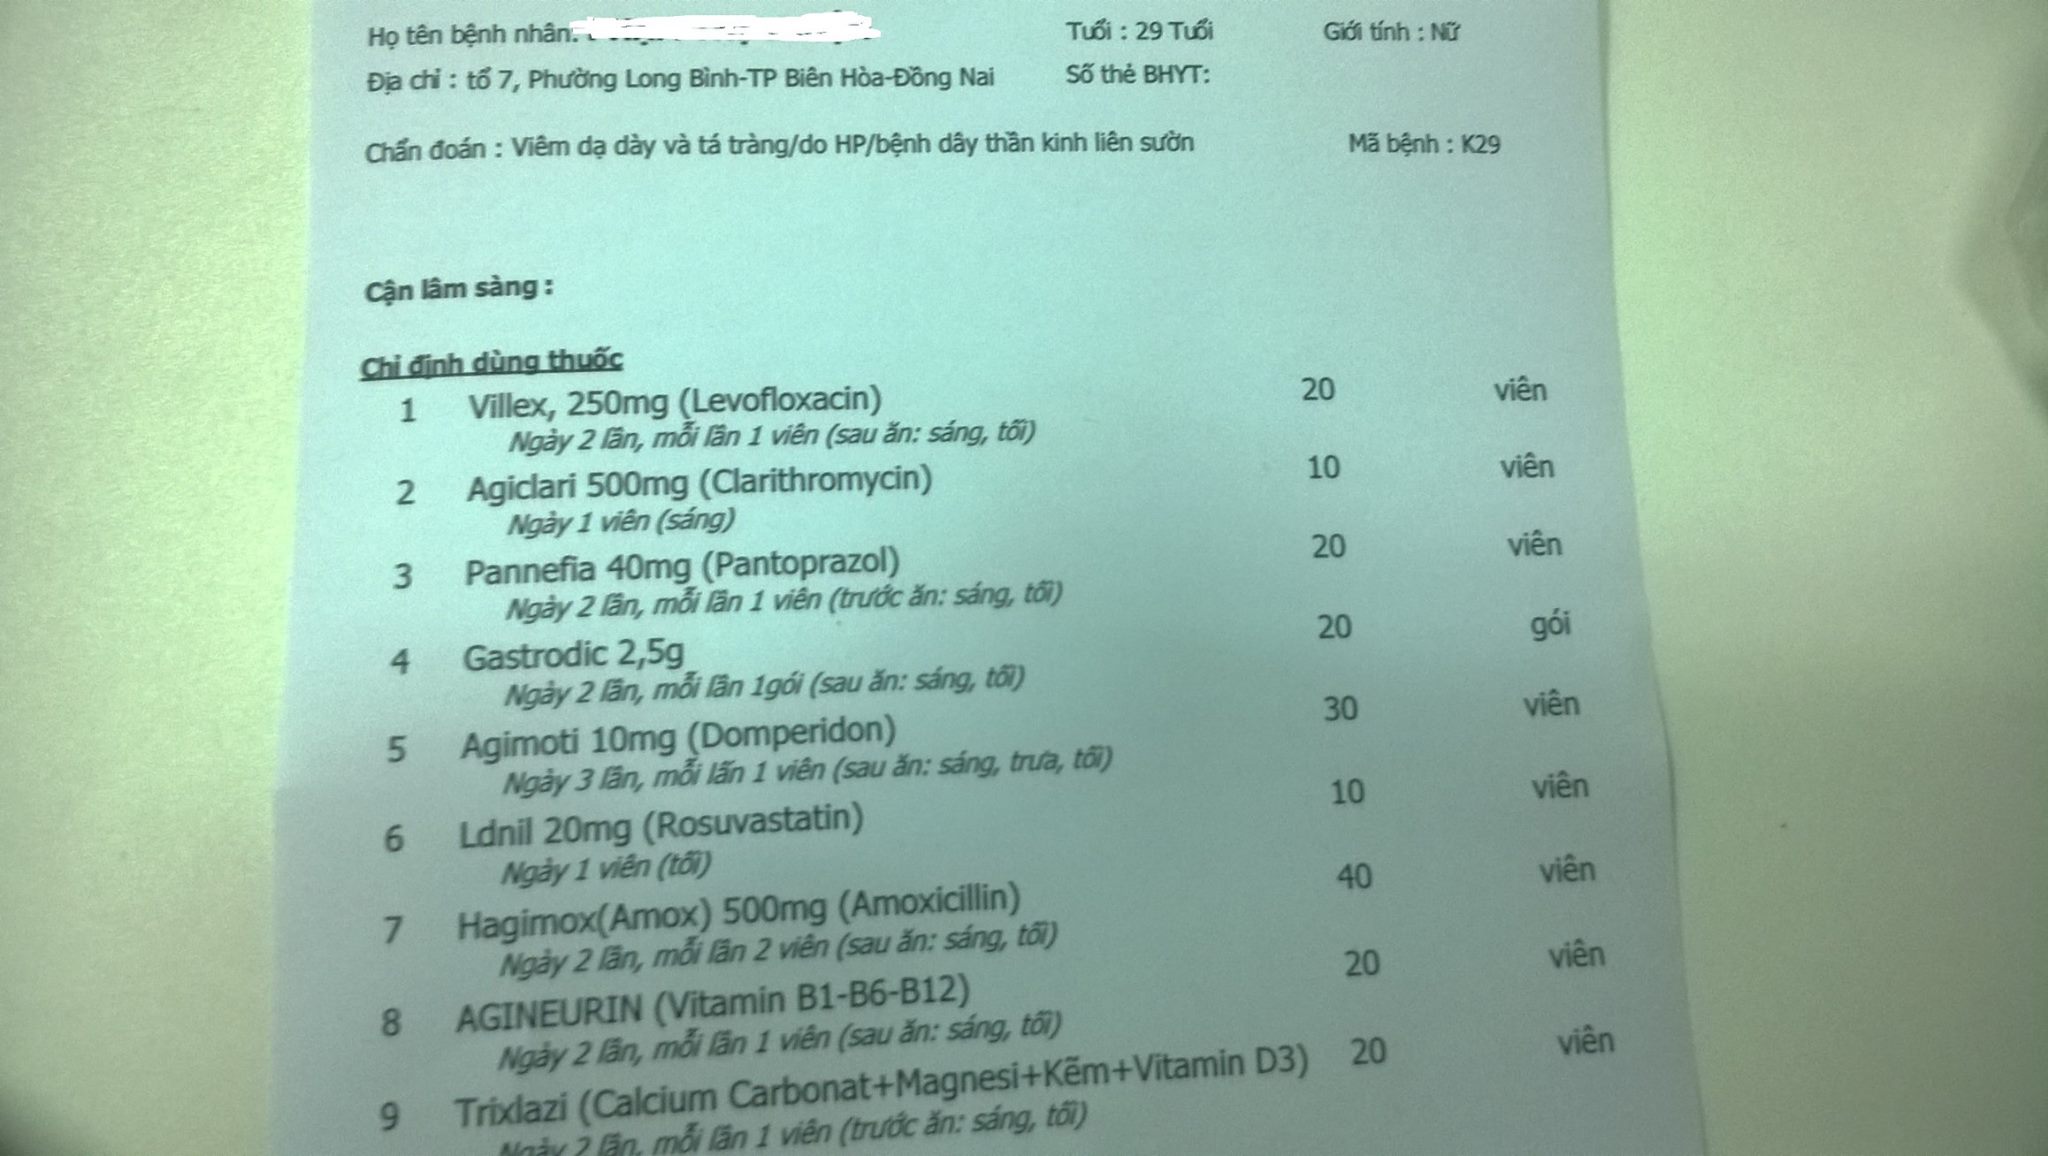 Họ tên bệnh nhân:
Tuổi : 29 Tuổi
Giới tính : Nữ
Địa chỉ : tổ 7, Phường Long Bình-TP Biên Hòa-Đồng Nai
Số thẻ BHYT:
Chẩn đoán : Viêm dạ dày và tá tràng/do HP/bệnh dây thần kinh liên sườn
Mã bệnh : K29
Cận lâm sàng :
Chỉ định dùng thuốc
1 Villex, 250mg (Levofloxacin) 20 viên
Ngày 2 lần, mỗi lần 1 viên (sau ăn: sáng, tối)
2 Agiclari 500mg (Clarithromycin) 10 viên
Ngày 1 viên (sáng)
3 Pannefia 40mg (Pantoprazol) 20 viên
Ngày 2 lần, mỗi lần 1 viên (trước ăn: sáng, tối)
4 Gastrodic 2,5g 20 gói
Ngày 2 lần, mỗi lần 1gói (sau ăn: sáng, tối)
5 Agimoti 10mg (Domperidon) 30 viên
Ngày 3 lần, mỗi lấn 1 viên (sau ăn: sáng, trưa, tối)
6 Ldnil 20mg (Rosuvastatin) 10 viên
Ngày 1 viên (tối)
7 Hagimox(Amox) 500mg (Amoxicillin) 40 viên
Ngày 2 lần, mỗi lần 2 viên (sau ăn: sáng, tối)
8 AGINEURIN (Vitamin B1-B6-B12) 20 viên
Ngày 2 lần, mỗi lần 1 viên (sau ăn: sáng, tối)
9 Trixlazi (Calcium Carbonat+Magnesi+Kẽm+Vitamin D3) 20 viên
Ngày 2 lần, mỗi lần 1 viên (trước ăn: sáng, tối)